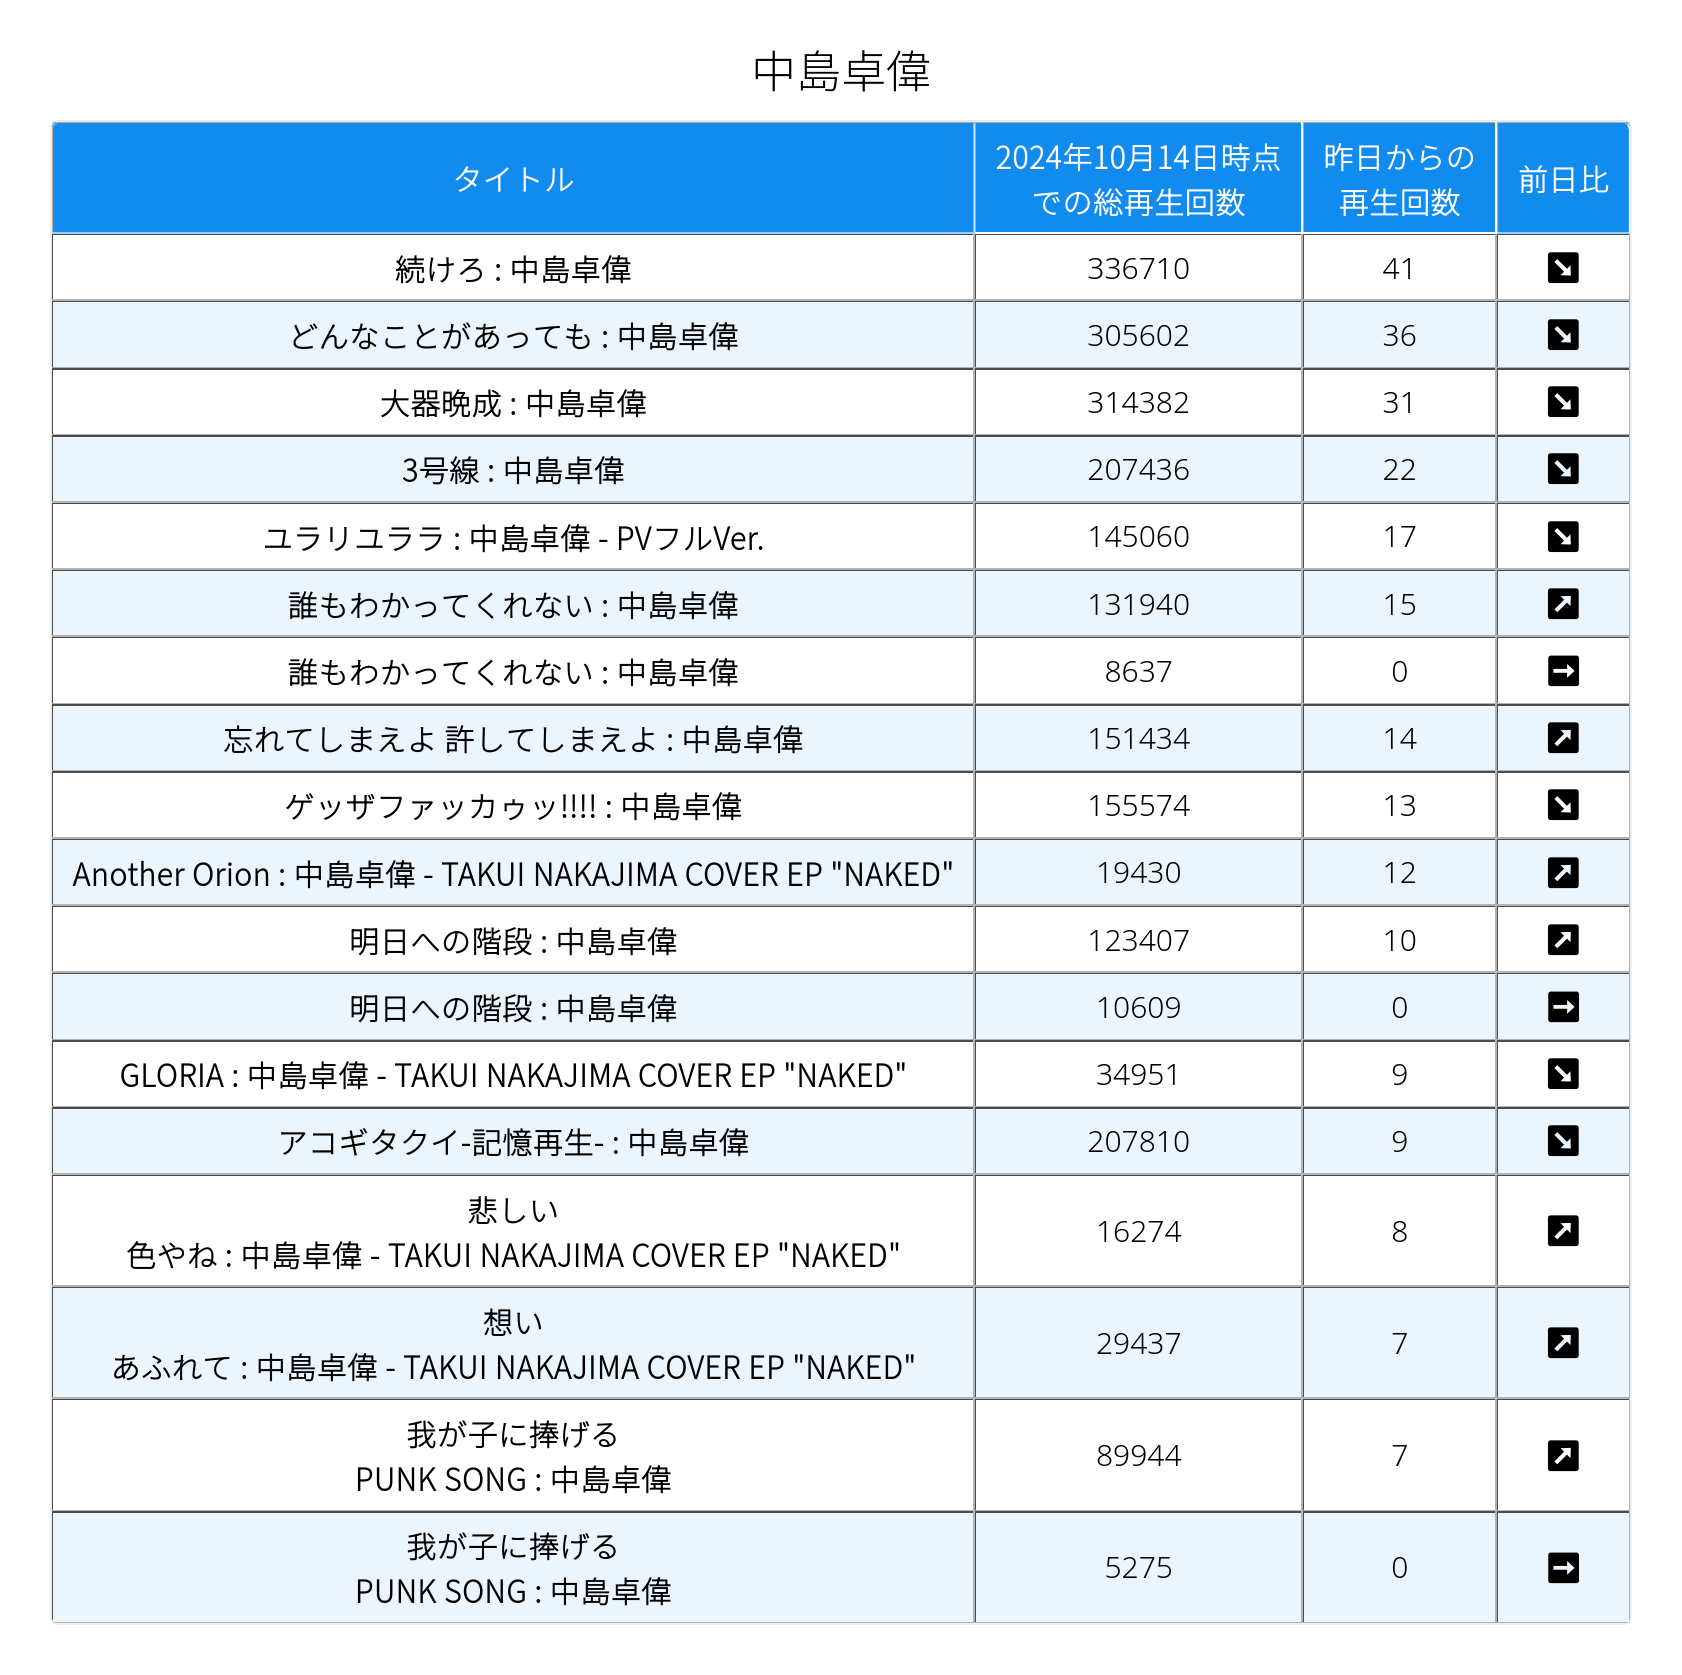 中島卓偉
タイトル
2024年10月14日時点
での総再生回数
昨日からの
再生回数
前日比
続けろ : 中島卓偉 336710 41
どんなことがあっても : 中島卓偉 305602 36
大器晩成 : 中島卓偉 314382 31
3号線 : 中島卓偉 207436 22
ユラリユララ : 中島卓偉 - PVフルVer. 145060 17
誰もわかってくれない : 中島卓偉 131940 15
誰もわかってくれない : 中島卓偉 8637 0
忘れてしまえよ 許してしまえよ : 中島卓偉 151434 14
ゲッザファッカゥッ!!!! : 中島卓偉 155574 13
Another Orion : 中島卓偉 - TAKUI NAKAJIMA COVER EP "NAKED" 19430 12
明日への階段 : 中島卓偉 123407 10
明日への階段 : 中島卓偉 10609 0
GLORIA : 中島卓偉 - TAKUI NAKAJIMA COVER EP "NAKED" 34951 9
アコギタクイ-記憶再生- : 中島卓偉 207810 9
悲しい
色やね : 中島卓偉 - TAKUI NAKAJIMA COVER EP "NAKED" 16274 8
想い
あふれて : 中島卓偉 - TAKUI NAKAJIMA COVER EP "NAKED" 29437 7
我が子に捧げる
PUNK SONG : 中島卓偉 89944 7
我が子に捧げる
PUNK SONG : 中島卓偉 5275 0